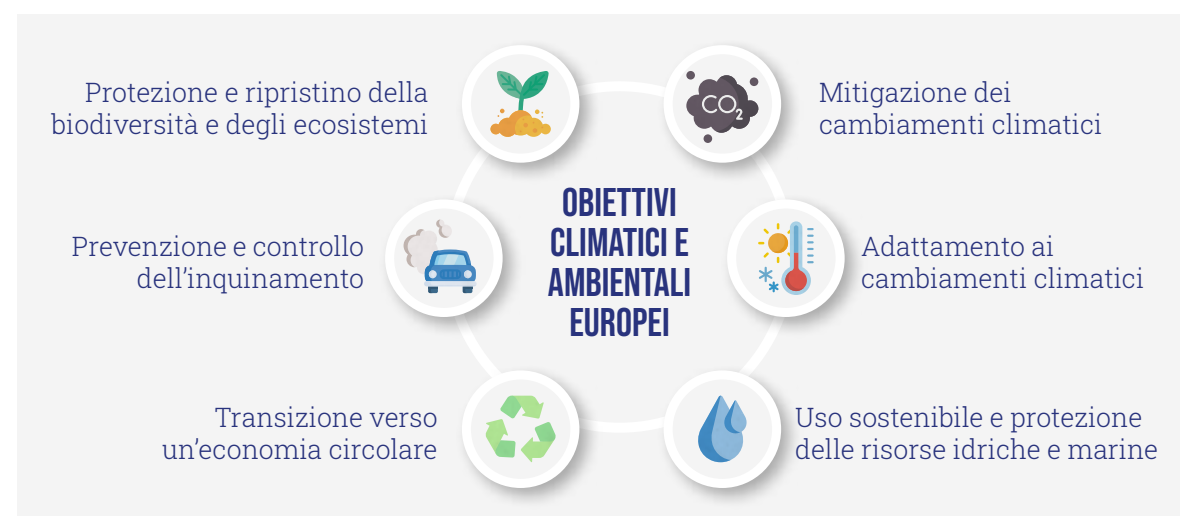 Protezione e ripristino della
biodiversità e degli ecosistemi
CO2
Mitigazione dei
cambiamenti climatici
OBIETTIVI
CLIMATICI E
AMBIENTALI
EUROPEI
Prevenzione e controllo
dell'inquinamento
Adattamento ai
cambiamenti climatici
Transizione verso
un'economia circolare
Uso sostenibile e protezione
delle risorse idriche e marine